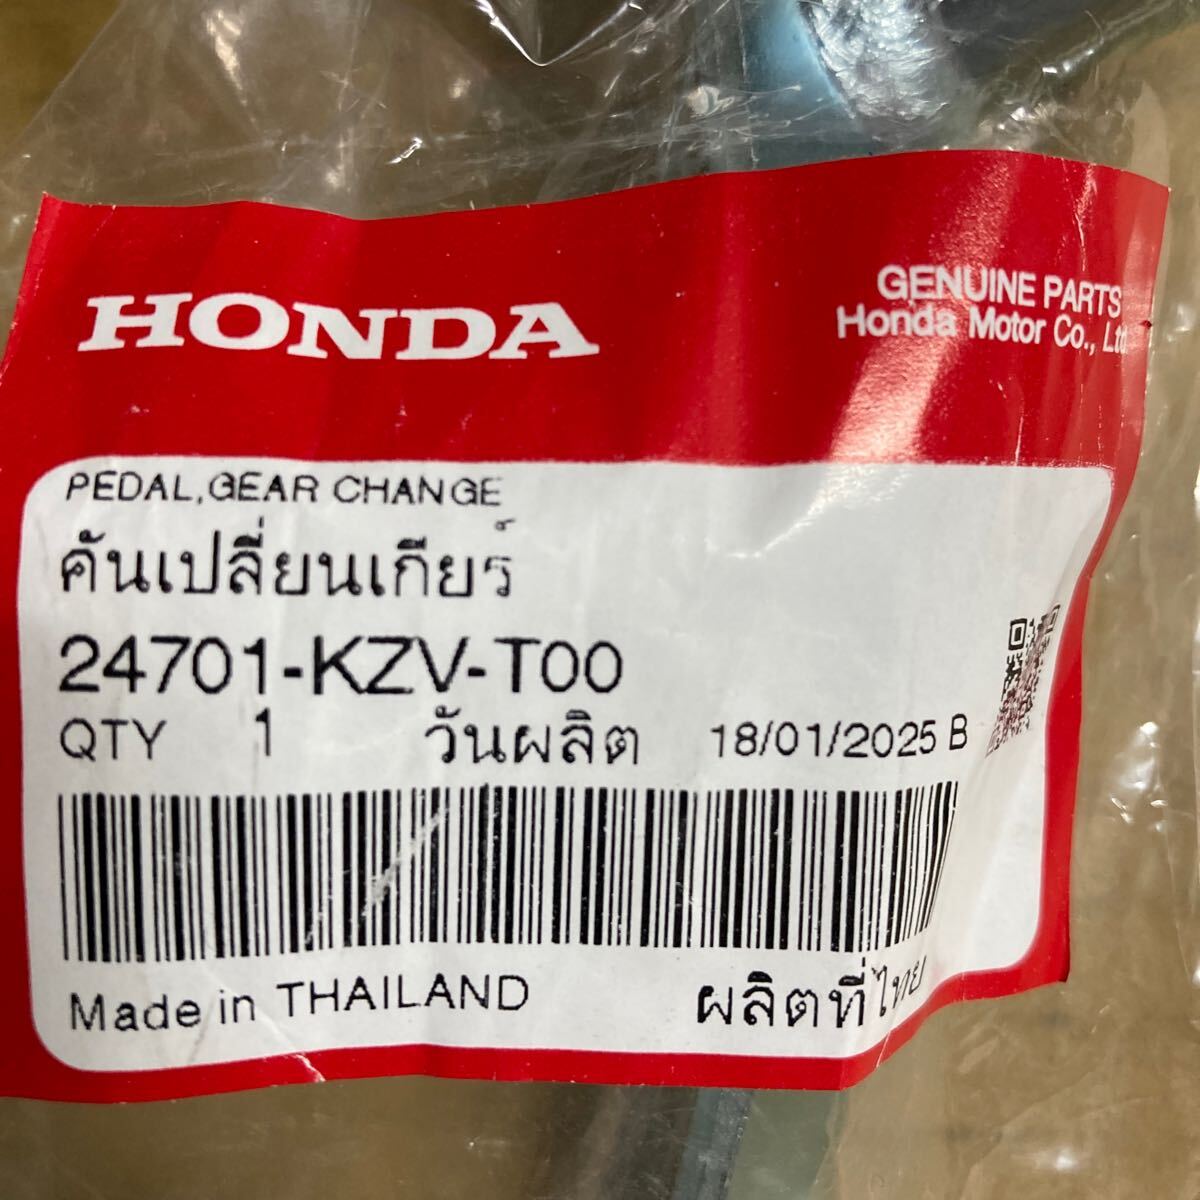 HONDA
GENUINE PARTS
Honda Motor Co., Ltd
PEDAL,GEAR CHANGE
คันเปลี่ยนเกียร์
24701-KZV-T00
QTY 1 วันผลิต 18/01/2025 B
Made in THAILAND ผลิตที่ไทย